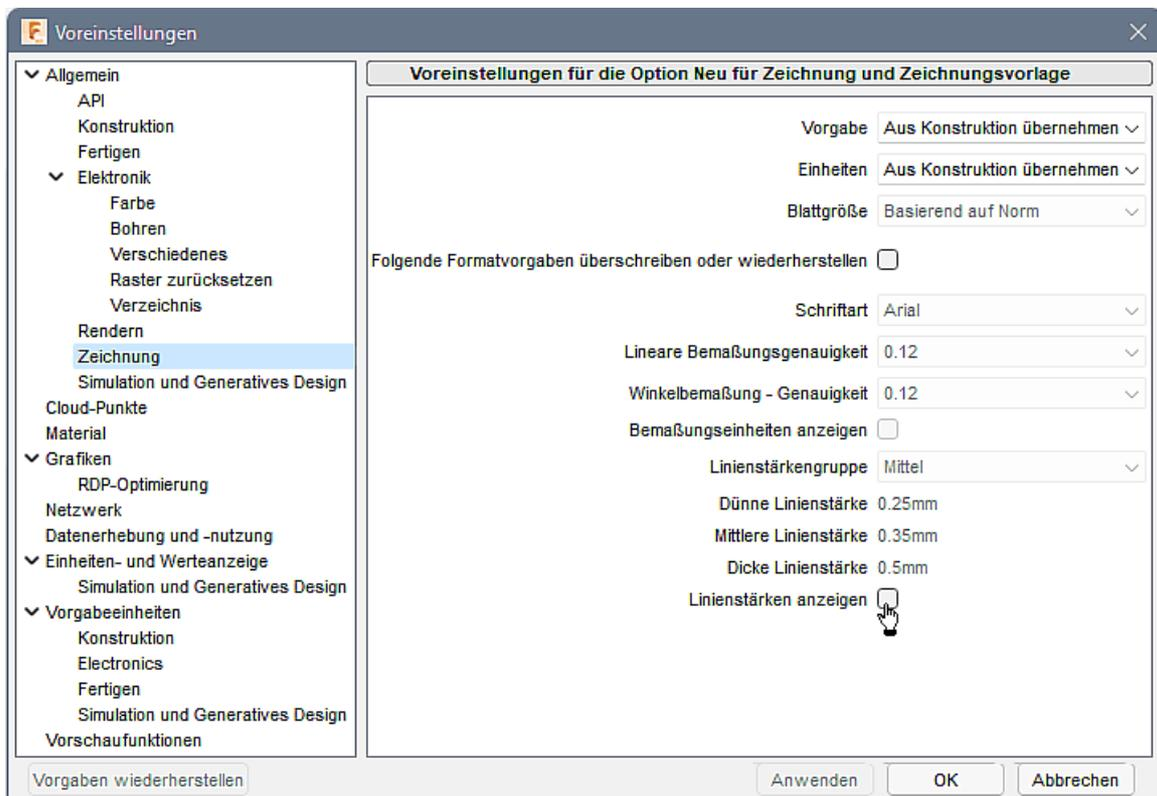 Voreinstellungen
Allgemein
API
Konstruktion
Fertigen
Elektronik
Farbe
Bohren
Verschiedenes
Raster zurücksetzen
Verzeichnis
Rendern
Zeichnung
Simulation und Generatives Design
Cloud-Punkte
Material
Grafiken
RDP-Optimierung
Netzwerk
Datenerhebung und -nutzung
Einheiten- und Werteanzeige
Simulation und Generatives Design
Vorgabeeinheiten
Konstruktion
Electronics
Fertigen
Simulation und Generatives Design
Vorschaufunktionen
Voreinstellungen für die Option Neu für Zeichnung und Zeichnungsvorlage
Vorgabe Aus Konstruktion übernehmen
Einheiten Aus Konstruktion übernehmen
Blattgröße Basierend auf Norm
Folgende Formatvorgaben überschreiben oder wiederherstellen
Schriftart Arial
Lineare Bemaßungsgenauigkeit 0.12
Winkelbemaßung - Genauigkeit 0.12
Bemaßungseinheiten anzeigen
Linienstärkengruppe Mittel
Dünne Linienstärke 0.25mm
Mittlere Linienstärke 0.35mm
Dicke Linienstärke 0.5mm
Linienstärken anzeigen
Vorgaben wiederherstellen Anwenden OK Abbrechen